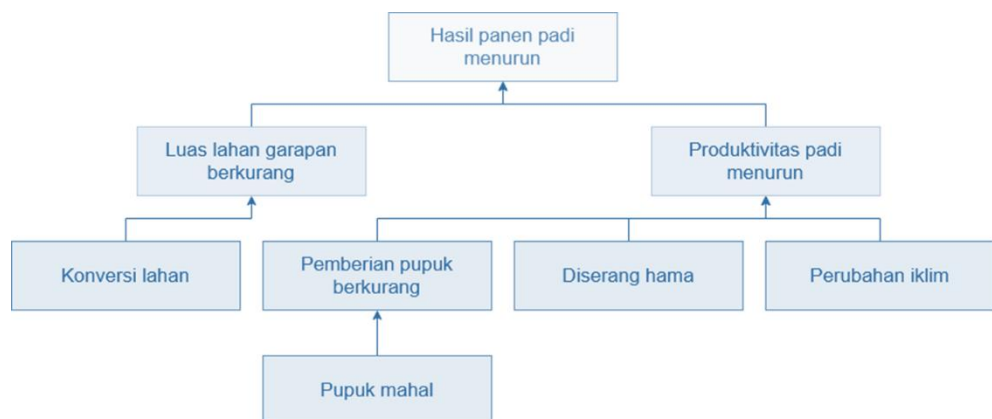 Hasil panen padi
menurun
Luas lahan garapan
berkurang
Produktivitas padi
menurun
Konversi lahan
Pemberian pupuk
berkurang
Diserang hama
Perubahan iklim
Pupuk mahal